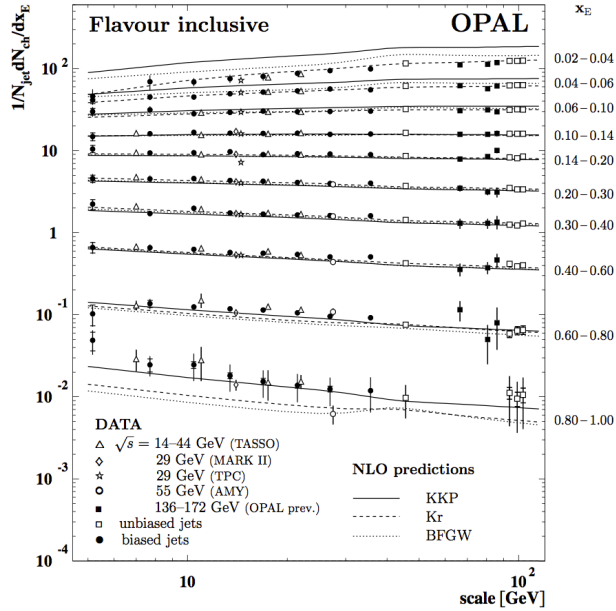 Flavour inclusive OPAL x_E
1/N_jet dN_ch/dx_E
10^2
10
1
10^-1
10^-2
10^-3
10^-4
0.02−0.04
0.04−0.06
0.06−0.10
0.10−0.14
0.14−0.20
0.20−0.30
0.30−0.40
0.40−0.60
0.60−0.80
0.80−1.00
DATA
√s = 14–44 GeV (TASSO)
29 GeV (MARK II)
29 GeV (TPC)
55 GeV (AMY)
136–172 GeV (OPAL prev.)
unbiased jets
biased jets
NLO predictions
KKP
Kr
BFGW
10 10^2
scale [GeV]